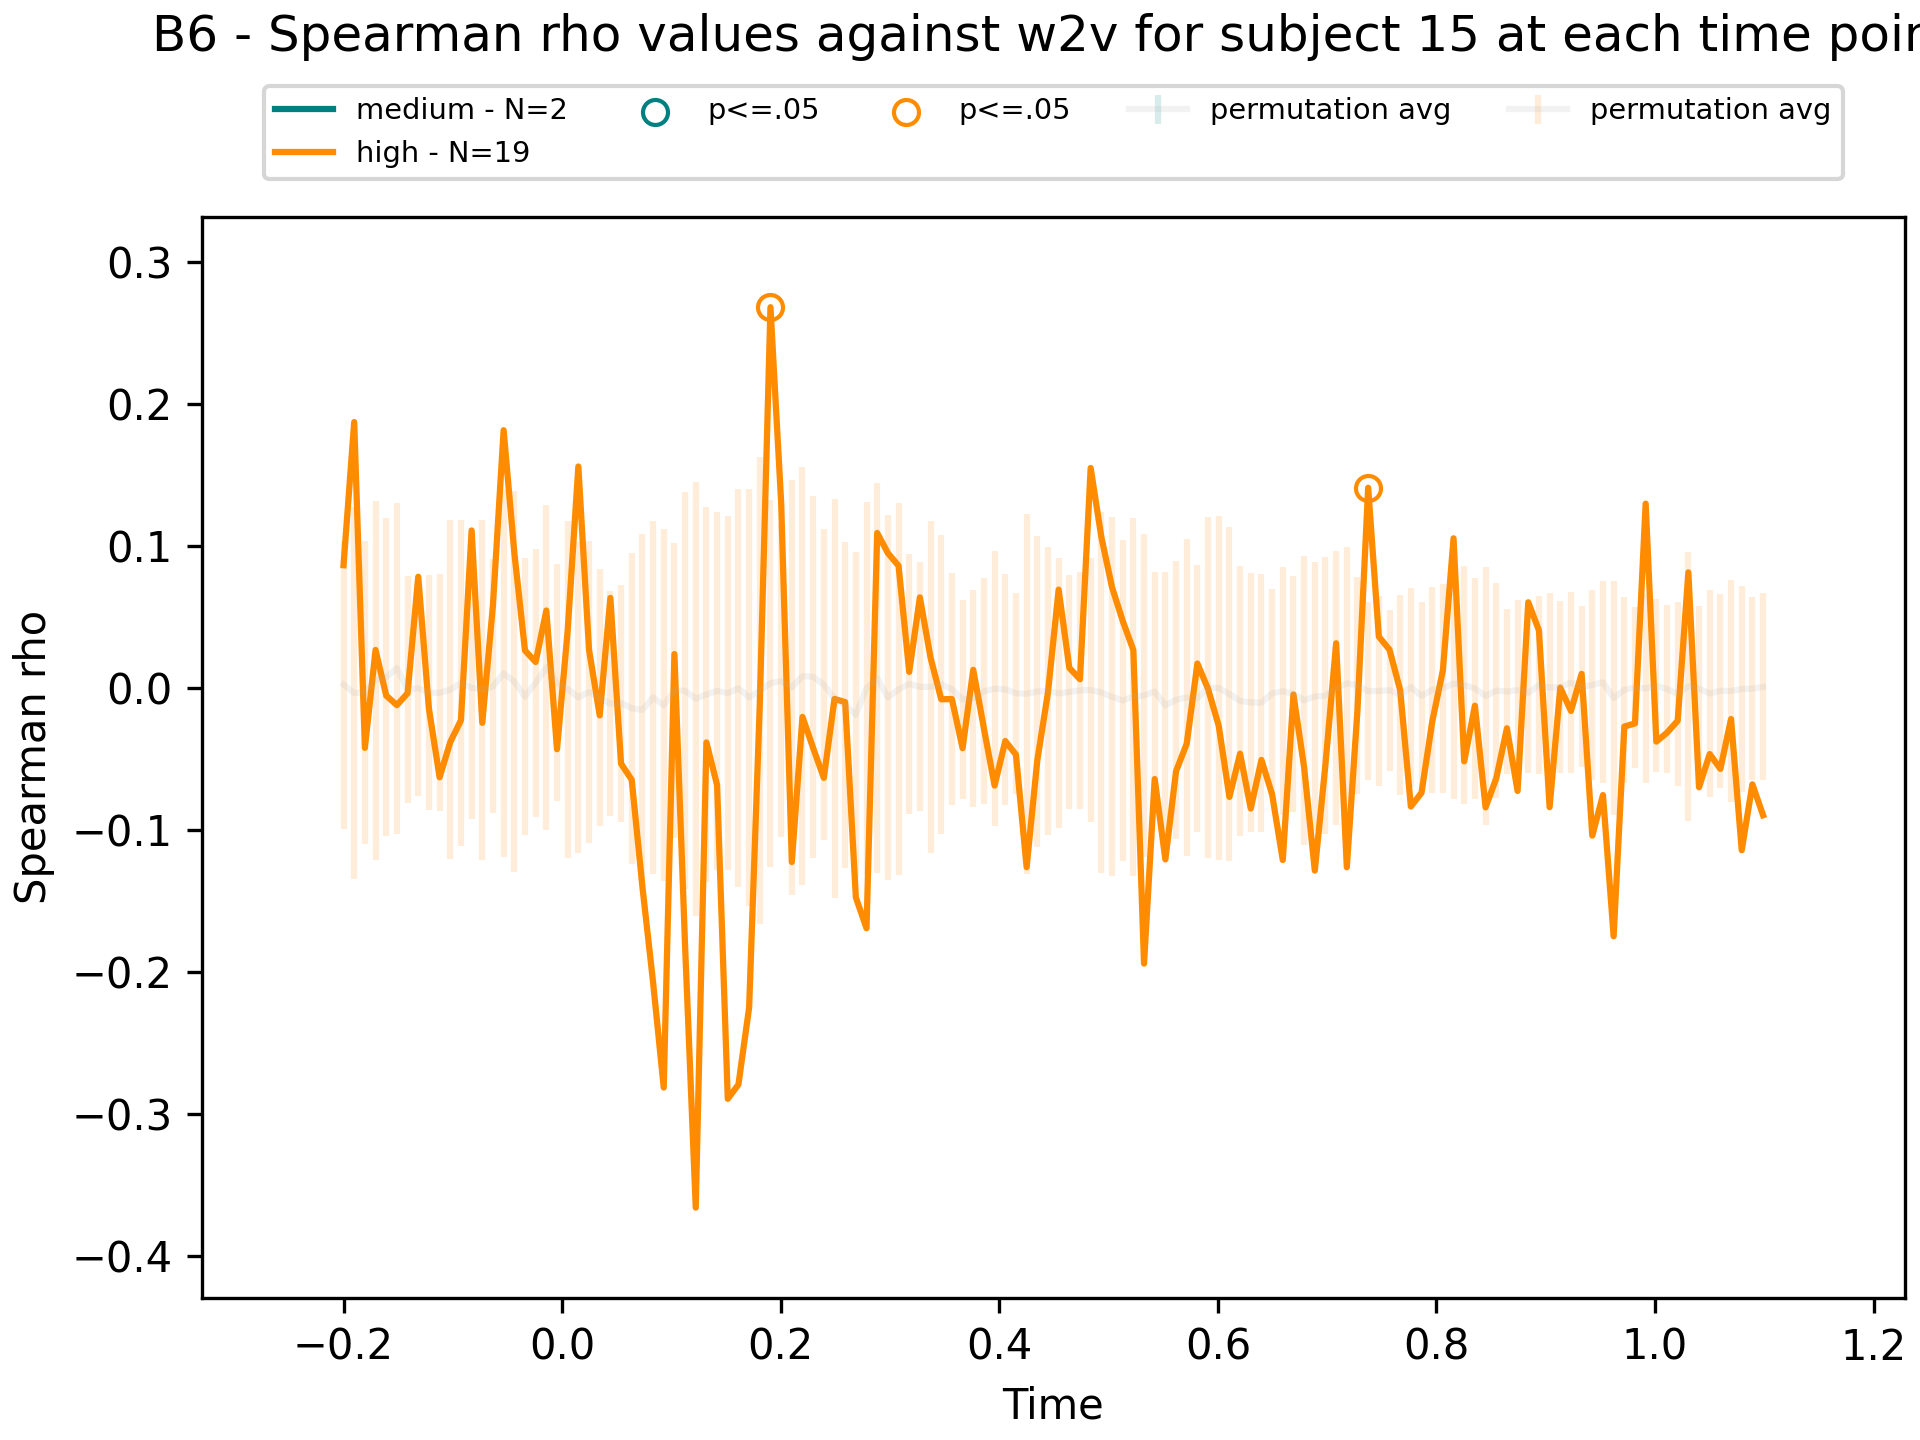 B6 - Spearman rho values against w2v for subject 15 at each time poin
medium - N=2
high - N=19
p<=.05
p<=.05
permutation avg
permutation avg
0.3
0.2
0.1
0.0
−0.1
−0.2
−0.3
−0.4
Spearman rho
−0.2 0.0 0.2 0.4 0.6 0.8 1.0 1.2
Time